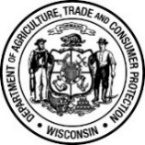 DEPARTMENT OF AGRICULTURE, TRADE AND CONSUMER PROTECTION
• WISCONSIN •
FORWARD